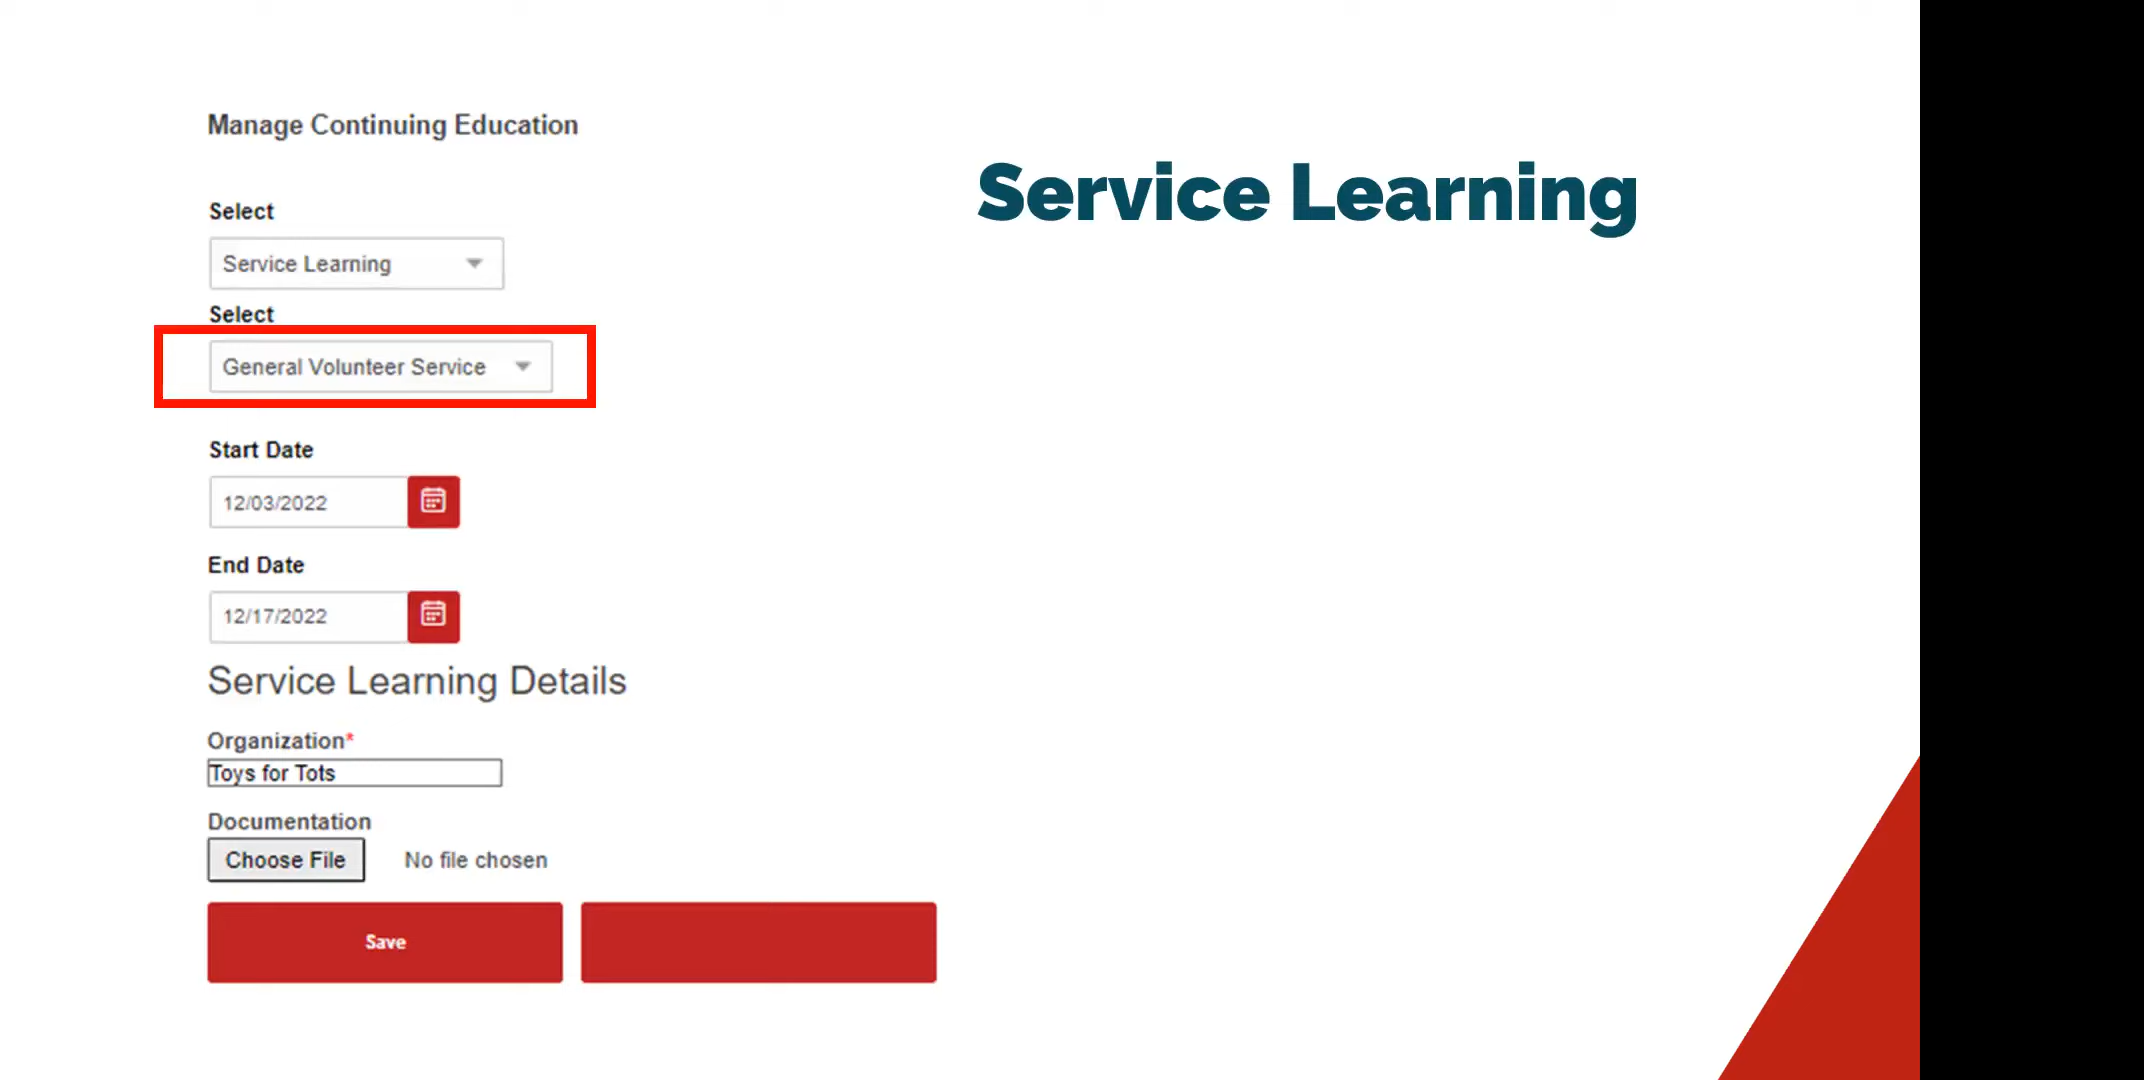 Manage Continuing Education
Service Learning
Select
Service Learning
Select
General Volunteer Service
Start Date
12/03/2022
End Date
12/17/2022
Service Learning Details
Organization*
Toys for Tots
Documentation
Choose File No file chosen
Save